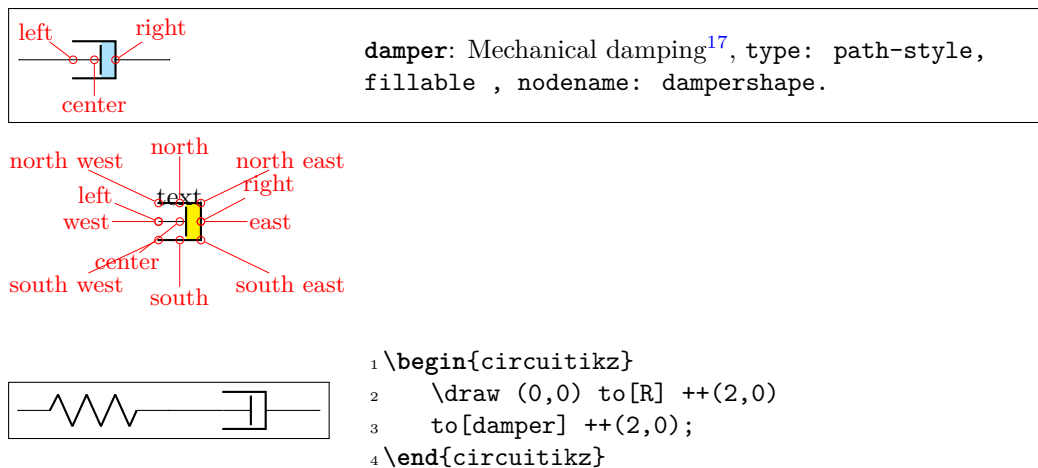 left
right
center
damper: Mechanical damping17, type: path-style,
fillable , nodename: dampershape.
north
north west
north east
text
left
right
west
east
center
south west
south east
south
1 \begin{circuitikz}
2 \draw (0,0) to[R] ++(2,0)
3 to[damper] ++(2,0);
4 \end{circuitikz}